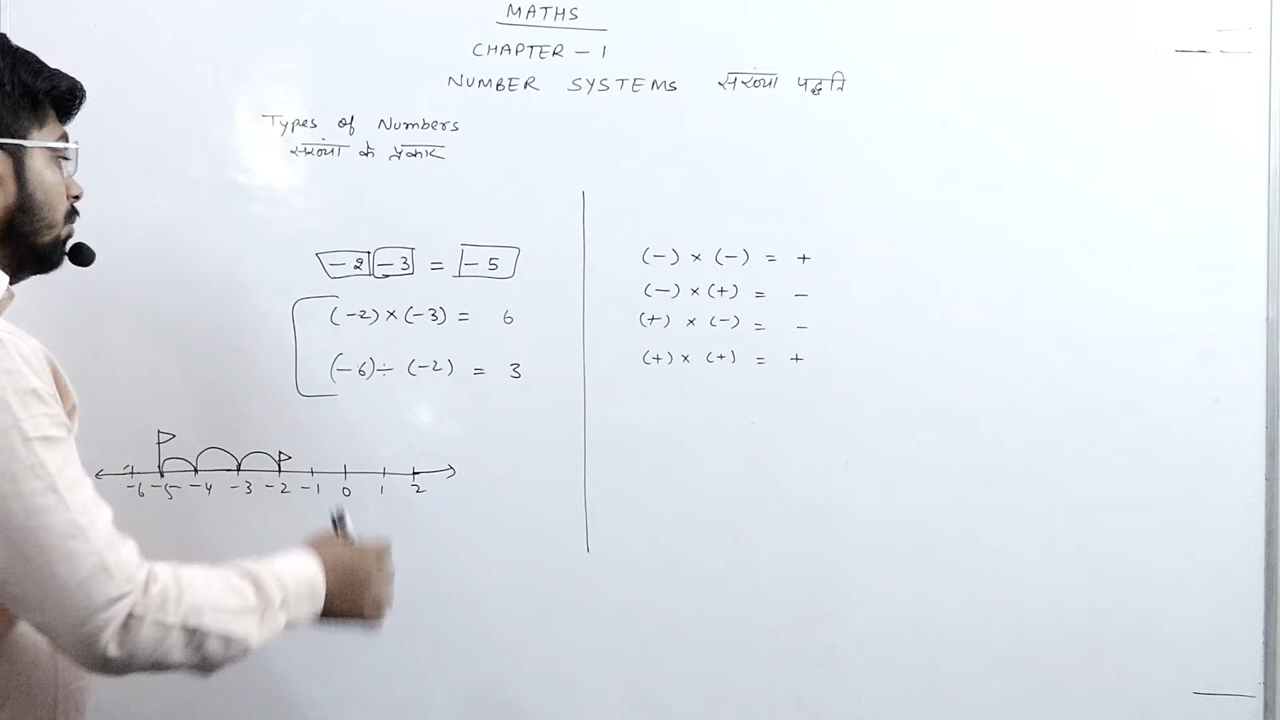 MATHS
CHAPTER - 1
NUMBER SYSTEMS संख्या पद्धति
Types of Numbers
संख्या के प्रकार
-2 -3 = -5
(-2) × (-3) = 6
(-6) ÷ (-2) = 3
-6 -5 -4 -3 -2 -1 0 1 2
(-) × (-) = +
(-) × (+) = -
(+) × (-) = -
(+) × (+) = +